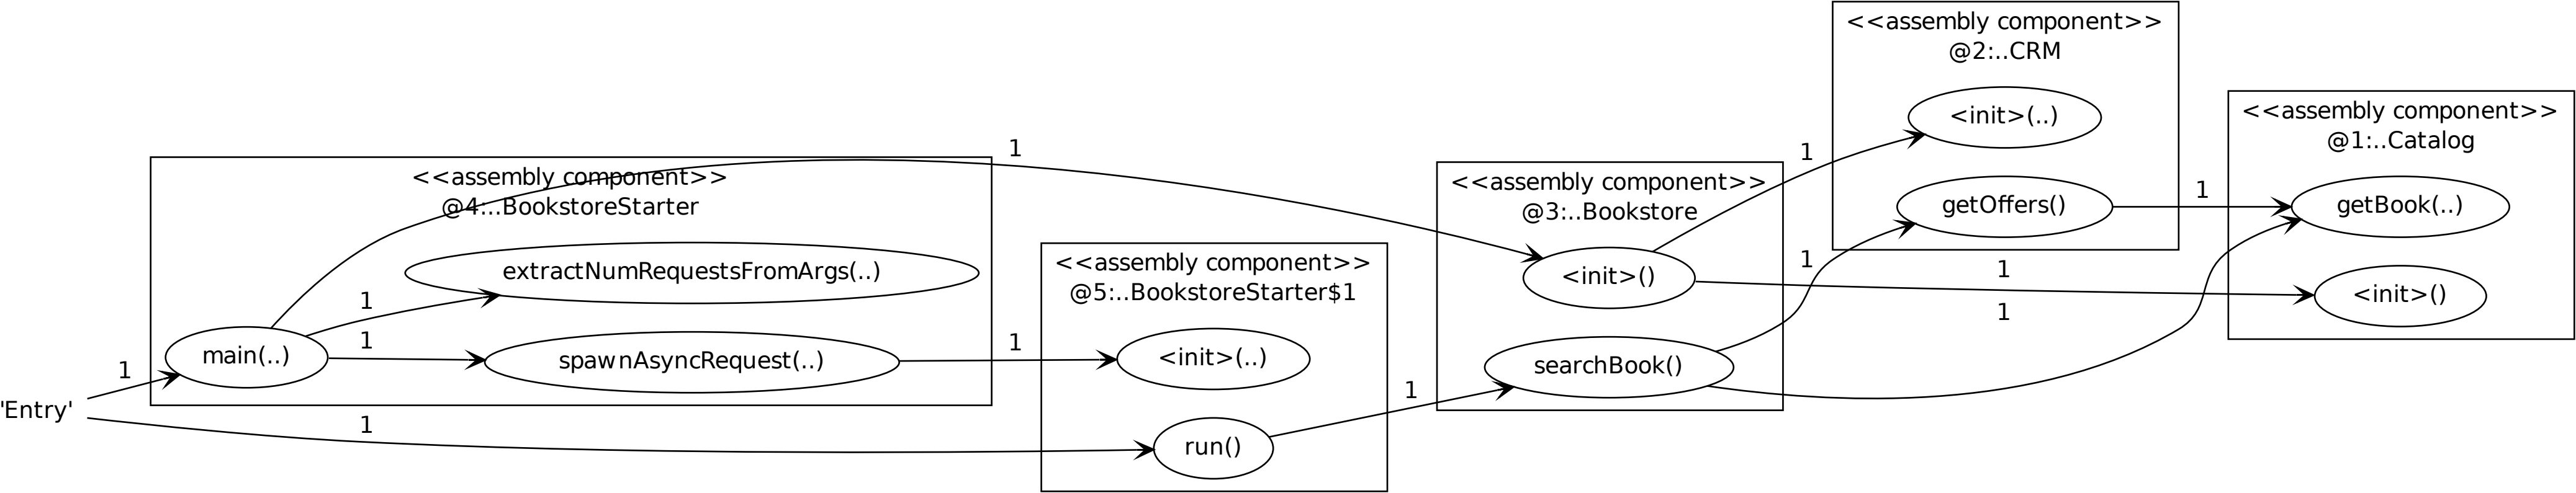 'Entry'
1
1
<<assembly component>>
@4:..BookstoreStarter
main(..)
extractNumRequestsFromArgs(..)
spawnAsyncRequest(..)
1
1
1
1
<<assembly component>>
@5:..BookstoreStarter$1
<init>(..)
run()
1
<<assembly component>>
@3:..Bookstore
<init>()
searchBook()
1
1
1
1
<<assembly component>>
@2:..CRM
<init>(..)
getOffers()
1
<<assembly component>>
@1:..Catalog
getBook(..)
<init>()